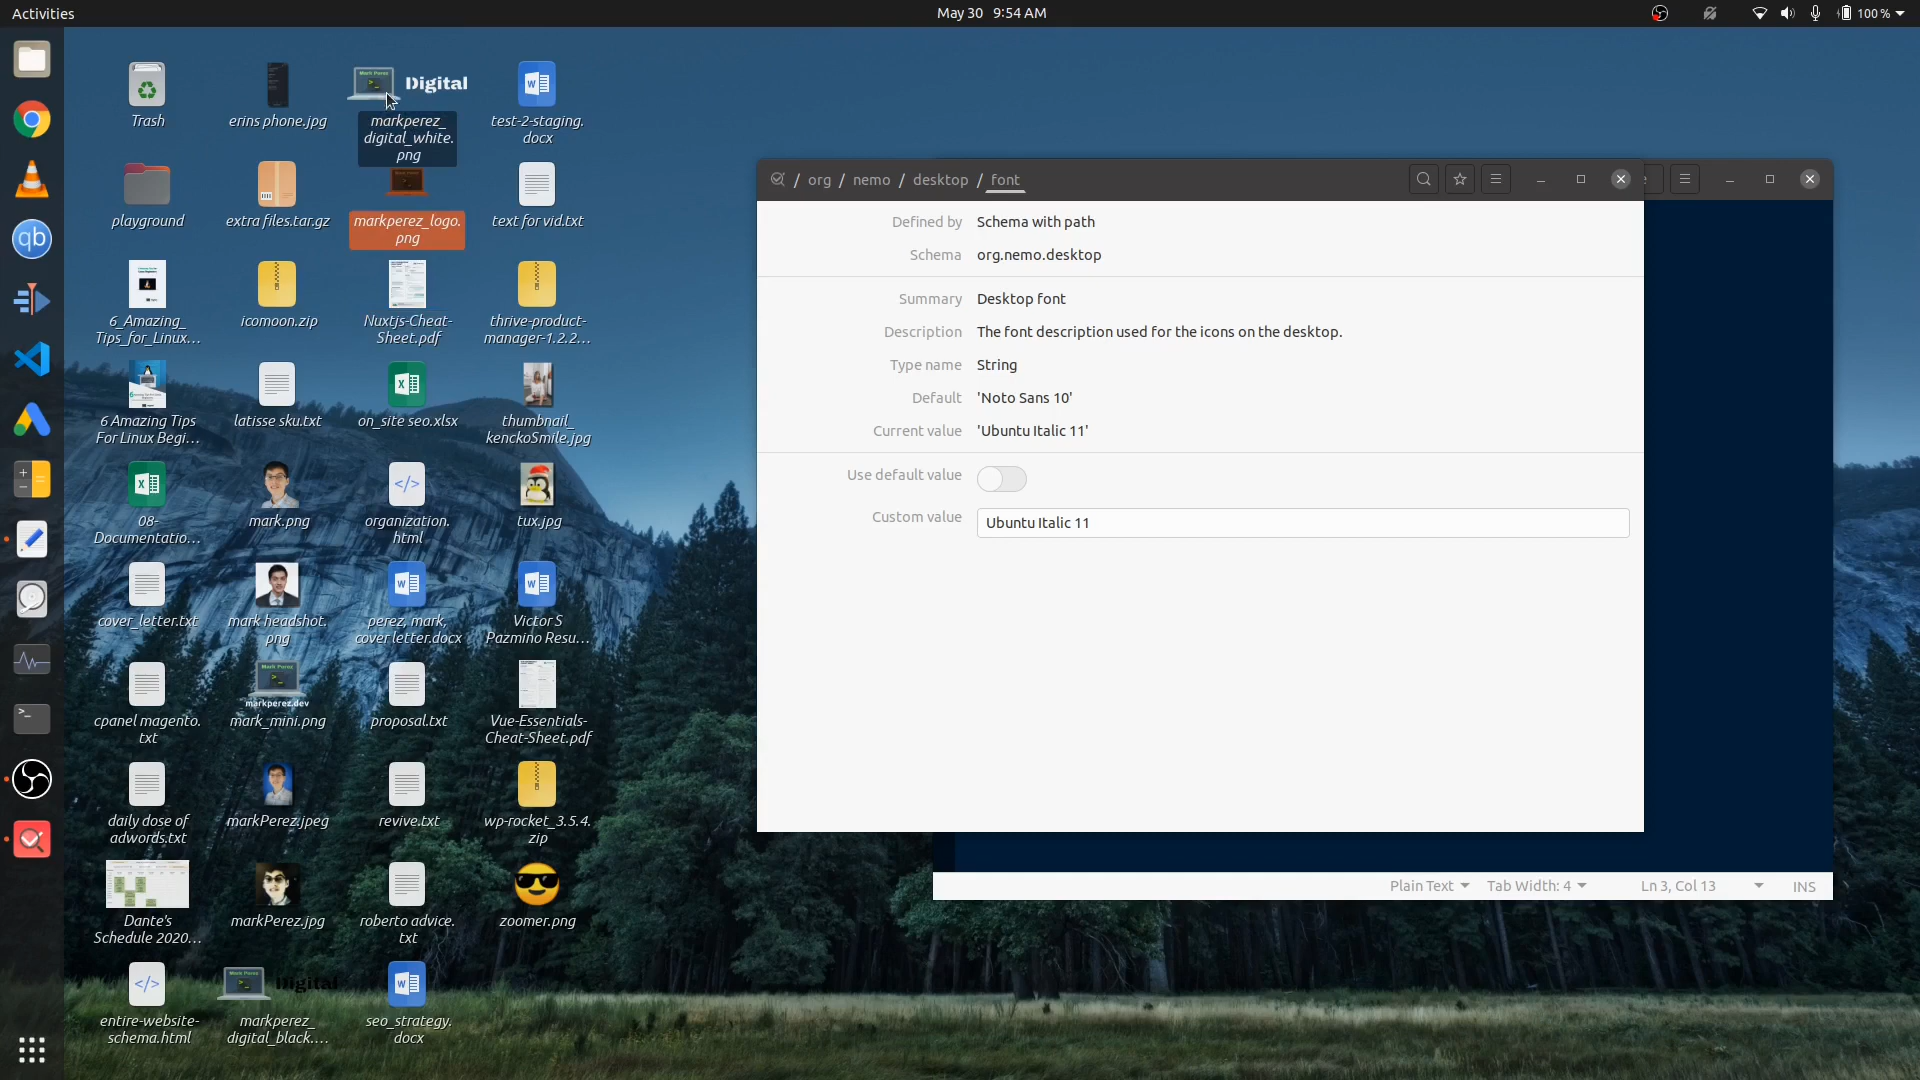 Activities
May 30 9:54 AM
100 %
Trash
erins phone.jpg
Mark Perez
Digital
markperez_
digital_white.
png
test-2-staging.
docx
playground
extra files.tar.gz
markperez_logo.
png
text for vid.txt
6_Amazing_
Tips_for_Linux...
icomoon.zip
Nuxtjs-Cheat-
Sheet.pdf
thrive-product-
manager-1.2.2...
6 Amazing Tips
For Linux Begi...
latisse sku.txt
on_site seo.xlsx
thumbnail_
kenckoSmile.jpg
08-
Documentatio...
mark.png
organization.
html
tux.jpg
cover_letter.txt
mark headshot.
png
perez, mark,
cover letter.docx
Victor S
Pazmino Resu...
Mark Perez
markperez.dev
cpanel magento.
txt
mark_mini.png
proposal.txt
Vue-Essentials-
Cheat-Sheet.pdf
daily dose of
adwords.txt
markPerez.jpeg
revive.txt
wp-rocket_3.5.4.
zip
Dante's
Schedule 2020...
markPerez.jpg
roberto advice.
txt
zoomer.png
Mark Perez
Digital
entire-website-
schema.html
markperez_
digital_black....
seo_strategy.
docx
qb
/ org / nemo / desktop / font
Defined by Schema with path
Schema org.nemo.desktop
Summary Desktop font
Description The font description used for the icons on the desktop.
Type name String
Default 'Noto Sans 10'
Current value 'Ubuntu Italic 11'
Use default value
Custom value Ubuntu Italic 11
Plain Text Tab Width: 4 Ln 3, Col 13 INS